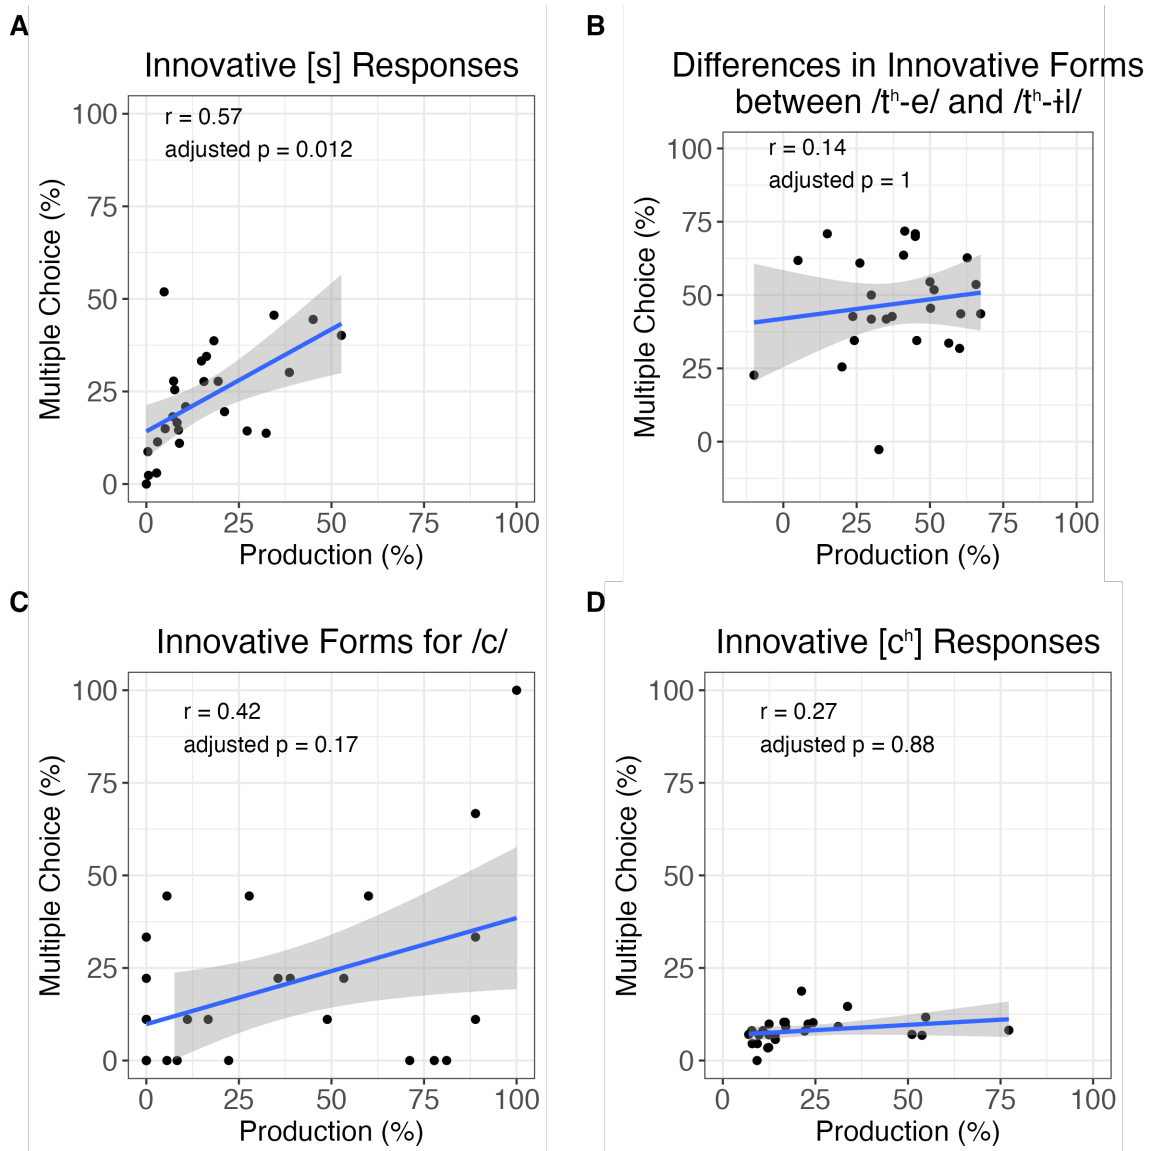 A
Innovative [s] Responses
r = 0.57
adjusted p = 0.012
100
75
50
25
0
Multiple Choice (%)
0 25 50 75 100
Production (%)
B
Differences in Innovative Forms
between /tʰ-e/ and /tʰ-ɨl/
r = 0.14
adjusted p = 1
100
75
50
25
0
Multiple Choice (%)
0 25 50 75 100
Production (%)
C
Innovative Forms for /c/
r = 0.42
adjusted p = 0.17
100
75
50
25
0
Multiple Choice (%)
0 25 50 75 100
Production (%)
D
Innovative [cʰ] Responses
r = 0.27
adjusted p = 0.88
100
75
50
25
0
Multiple Choice (%)
0 25 50 75 100
Production (%)